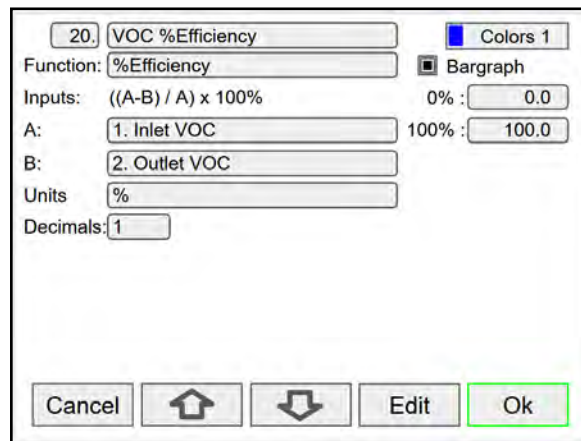 20. VOC %Efficiency Colors 1
Function: %Efficiency Bargraph
Inputs: ((A-B) / A) x 100% 0% : 0.0
A: 1. Inlet VOC 100% : 100.0
B: 2. Outlet VOC
Units %
Decimals: 1
Cancel Edit Ok